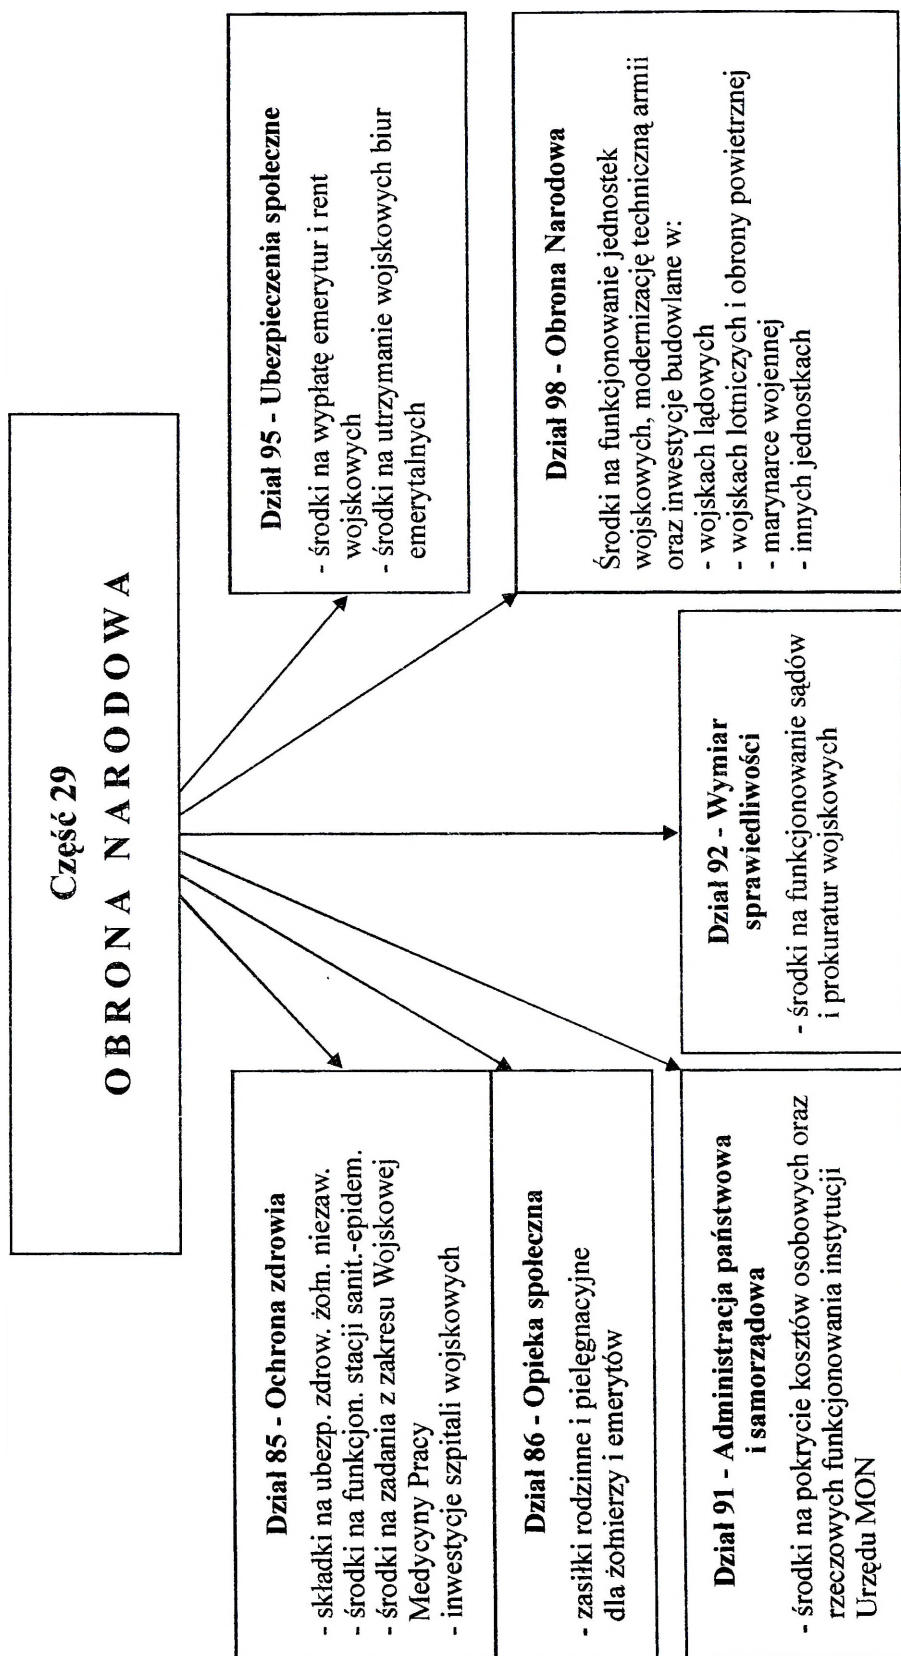 Część 29
OBRONA NARODOWA
Dział 85 - Ochrona zdrowia
- składki na ubezp. zdrow. żołn. niezaw.
- środki na funkcjon. stacji sanit.-epidem.
- środki na zadania z zakresu Wojskowej
Medycyny Pracy
- inwestycje szpitali wojskowych
Dział 86 - Opieka społeczna
- zasiłki rodzinne i pielęgnacyjne
dla żołnierzy i emerytów
Dział 91 - Administracja państwowa
i samorządowa
- środki na pokrycie kosztów osobowych oraz
rzeczowych funkcjonowania instytucji
Urzędu MON
Dział 92 - Wymiar
sprawiedliwości
- środki na funkcjonowanie sądów
i prokuratur wojskowych
Dział 95 - Ubezpieczenia społeczne
- środki na wypłatę emerytur i rent
wojskowych
- środki na utrzymanie wojskowych biur
emerytalnych
Dział 98 - Obrona Narodowa
Środki na funkcjonowanie jednostek
wojskowych, modernizację techniczną armii
oraz inwestycje budowlane w:
- wojskach lądowych
- wojskach lotniczych i obrony powietrznej
- marynarce wojennej
- innych jednostkach